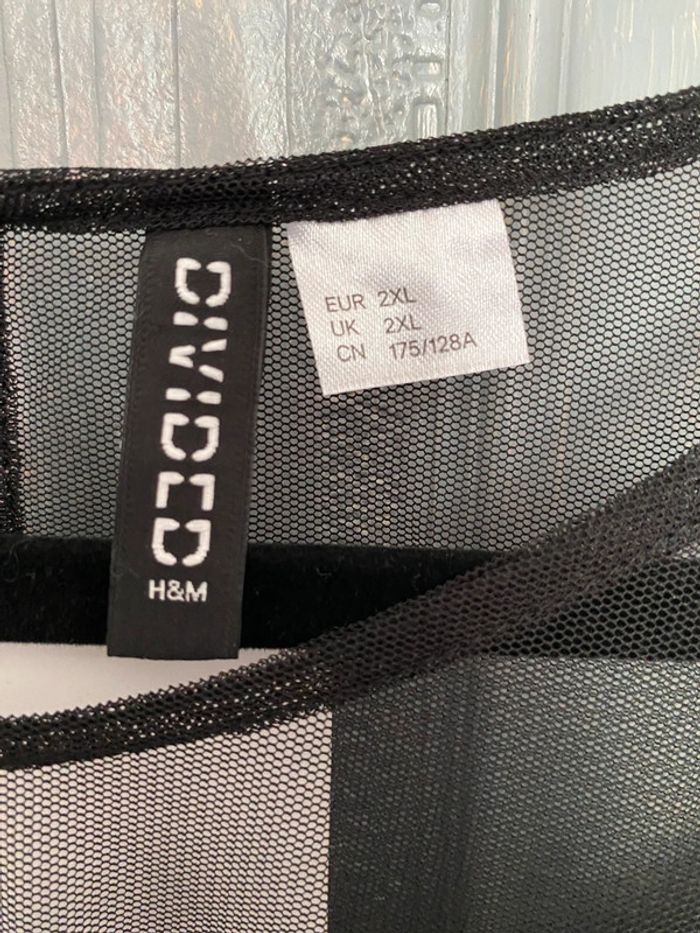 DIVIDED
H&M
EUR 2XL
UK 2XL
CN 175/128A